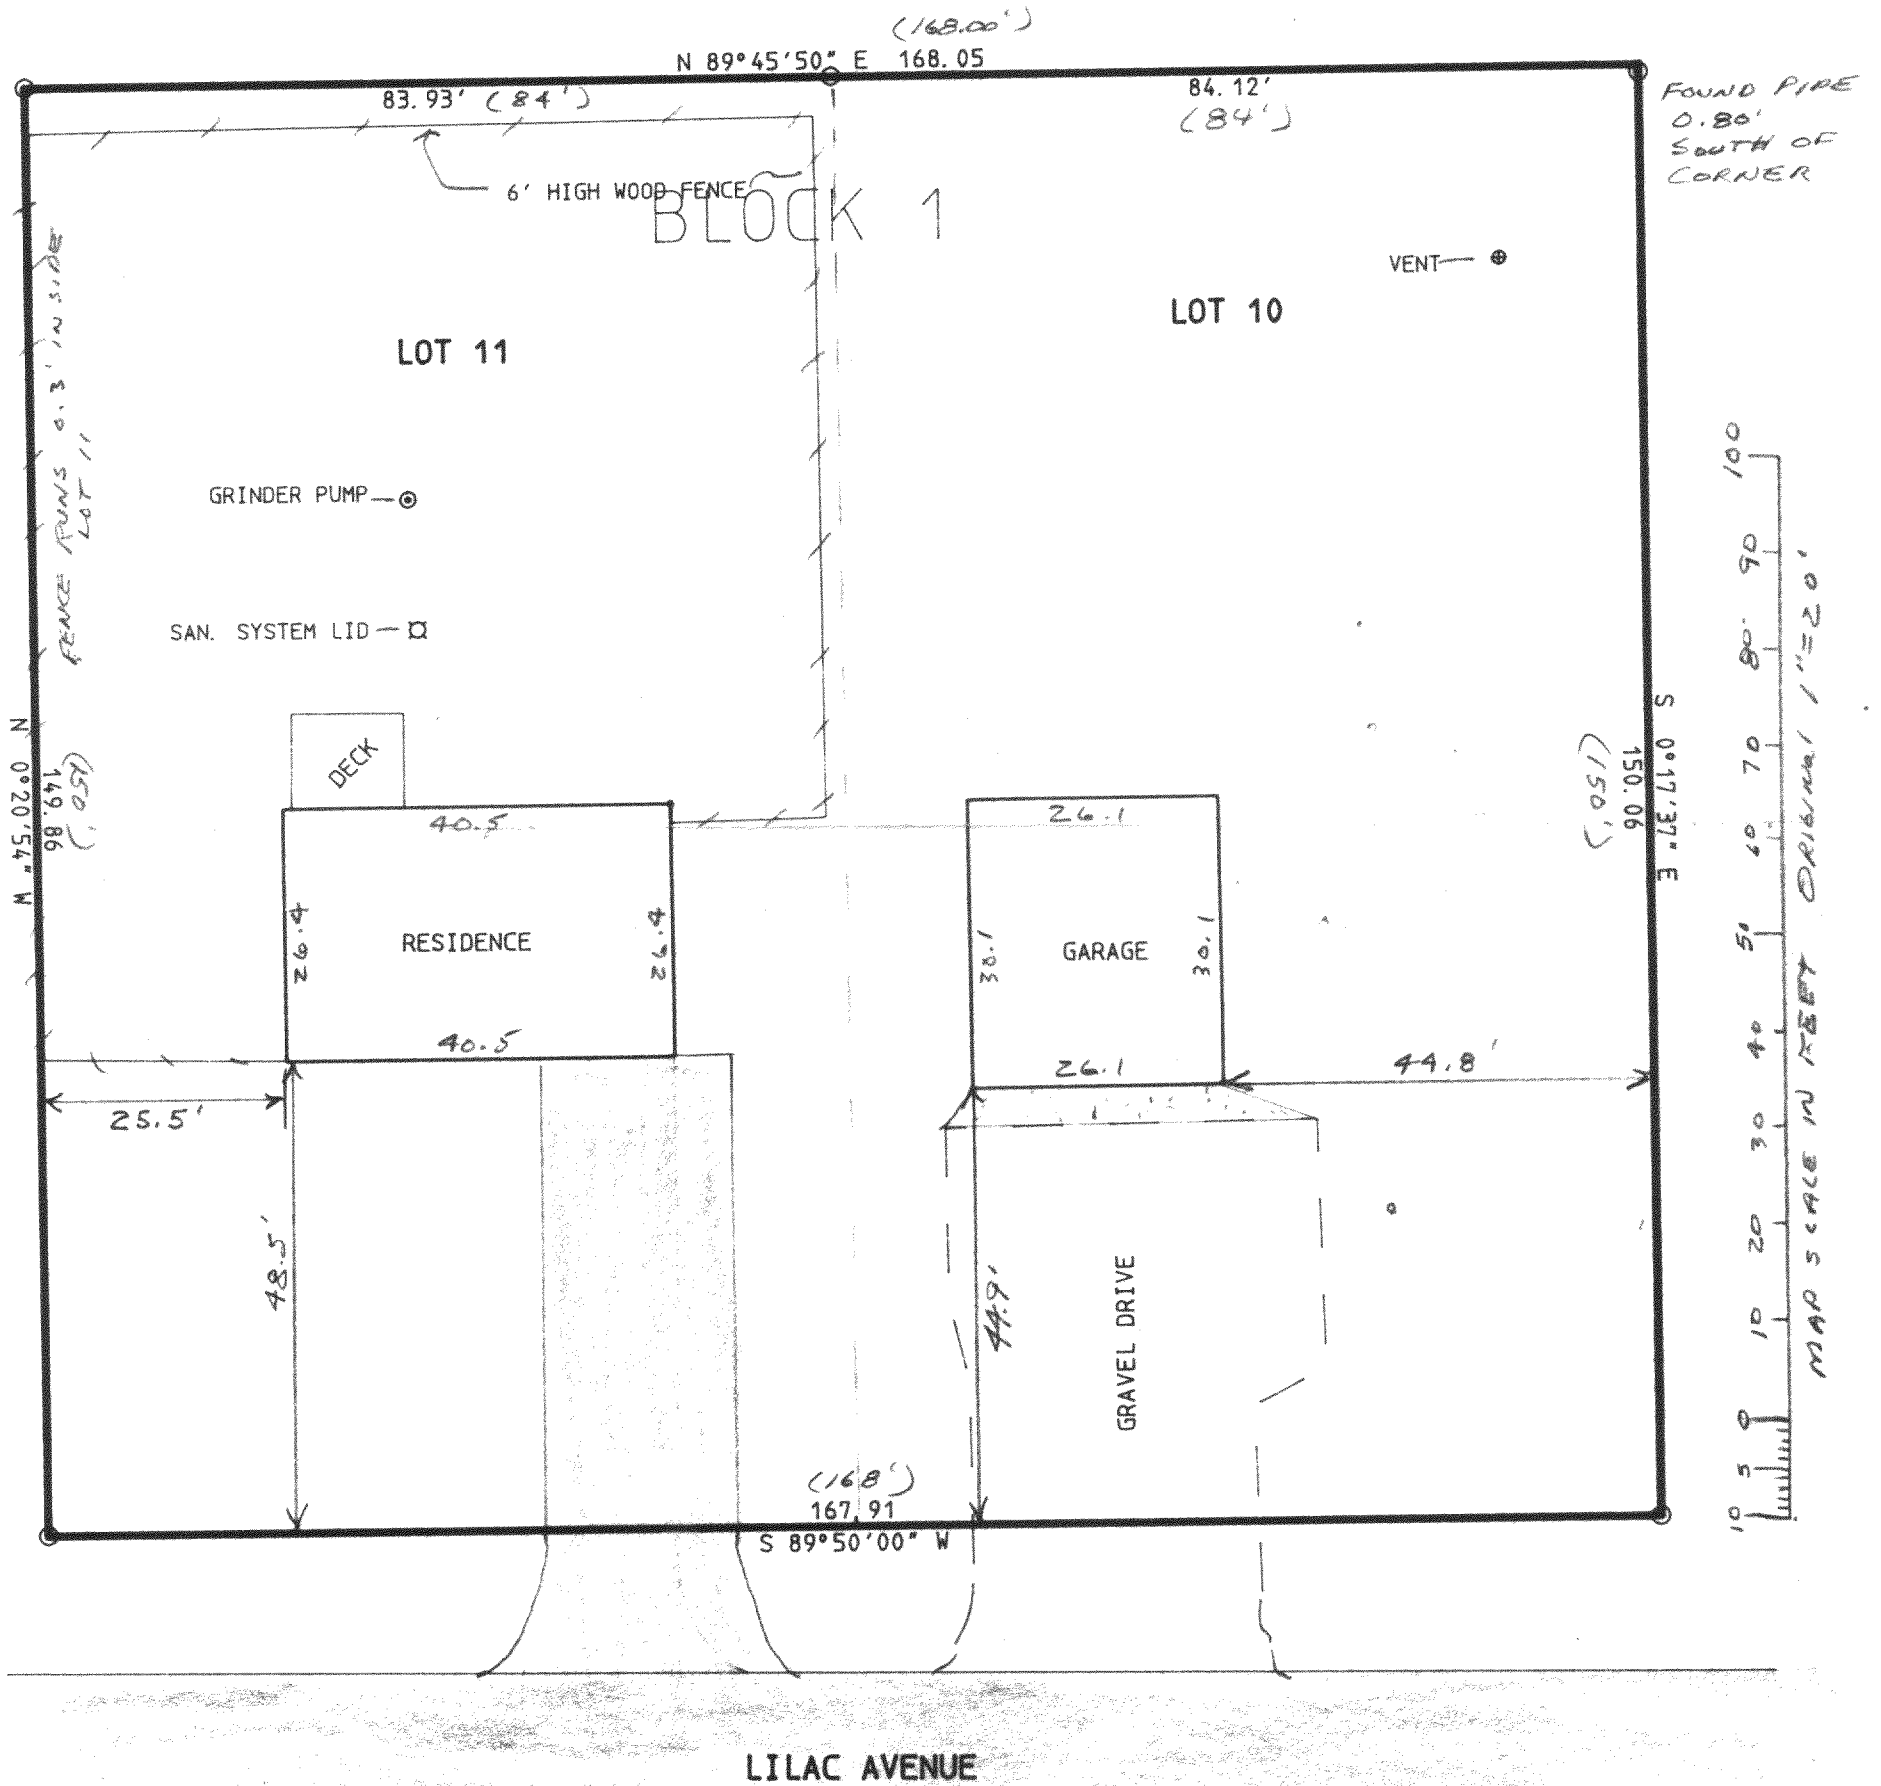 (168.00')
N 89°45'50" E 168.05
83.93' (84')
84.12'
(84')
FOUND PIPE
0.80'
SOUTH OF
CORNER
6' HIGH WOOD FENCE
BLOCK 1
VENT
LOT 10
LOT 11
FENCE RUNS 0.3' INSIDE
LOT 11
GRINDER PUMP
SAN. SYSTEM LID
DECK
N 0°20'54" W
149.86
(150')
S 0°17'37" E
150.06
(150')
40.5
26.4
RESIDENCE
26.4
40.5
26.1
30.1
GARAGE
30.1
26.1
44.8'
25.5'
48.5'
44.9'
GRAVEL DRIVE
(168')
167.91
S 89°50'00" W
100
90
80
70
60
50
40
30
20
10
0
5
10
MAP SCALE IN FEET ORIGINAL 1"=20'
LILAC AVENUE